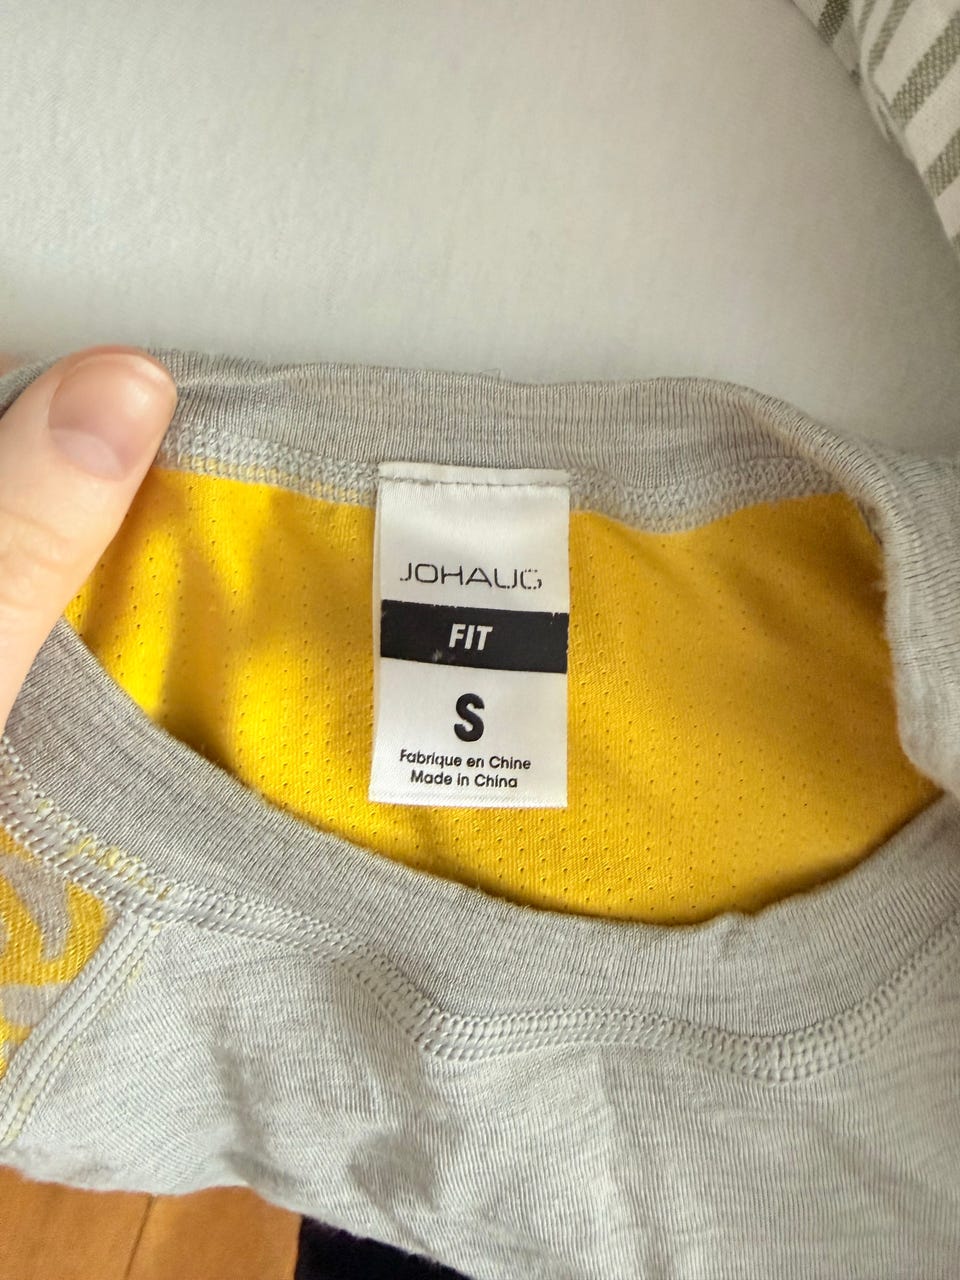 JOHAUG
FIT
S
Fabrique en Chine
Made in China